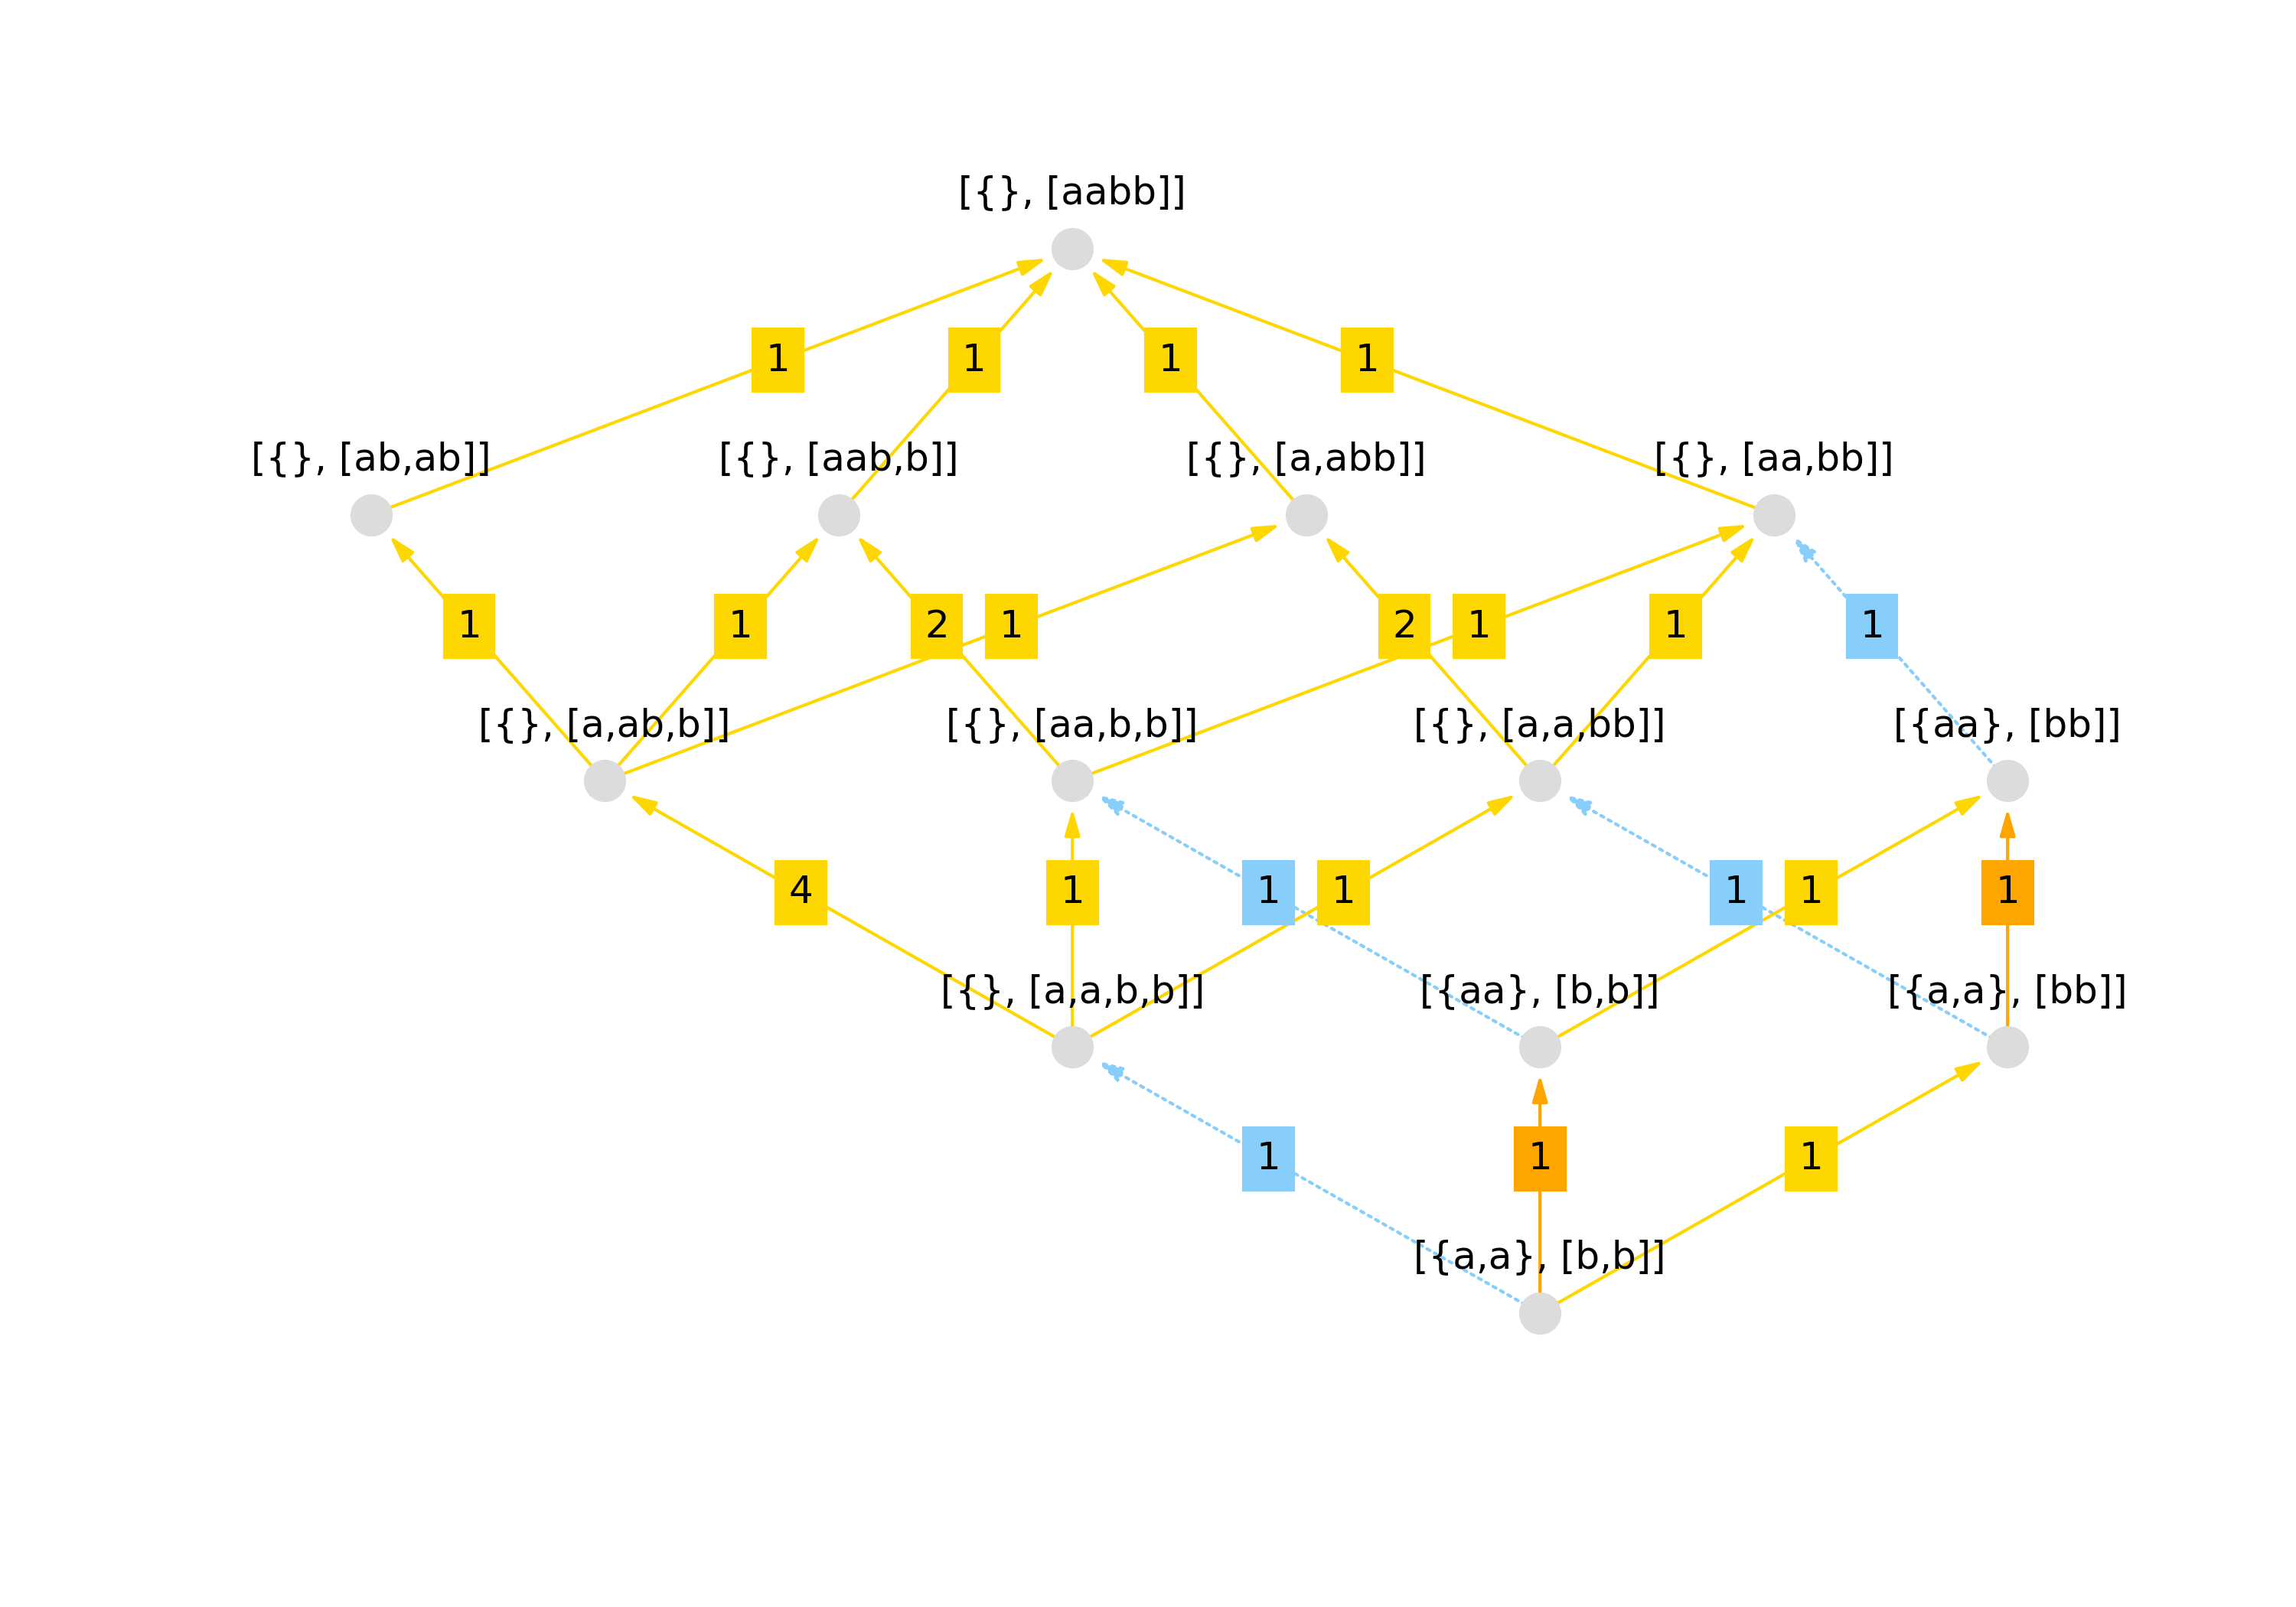 [{}, [aabb]]
1 1 1 1
[{}, [ab,ab]] [{}, [aab,b]] [{}, [a,abb]] [{}, [aa,bb]]
1 1 2 1 2 1 1 1
[{}, [a,ab,b]] [{}, [aa,b,b]] [{}, [a,a,bb]] [{aa}, [bb]]
4 1 1 1 1 1 1
[{}, [a,a,b,b]] [{aa}, [b,b]] [{a,a}, [bb]]
1 1 1
[{a,a}, [b,b]]